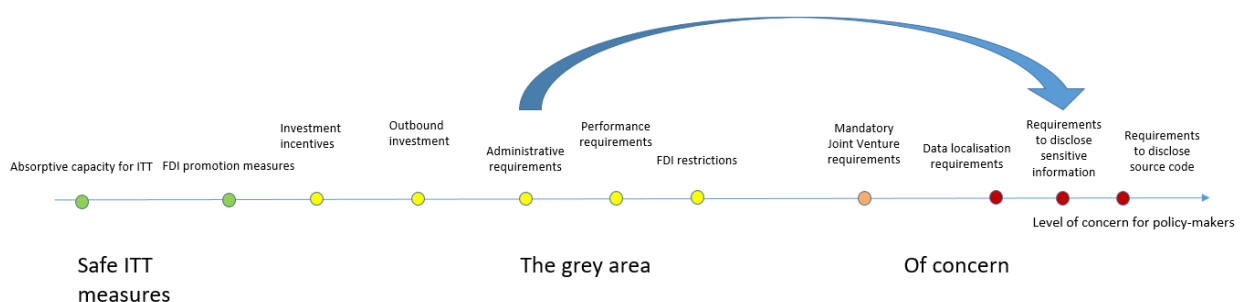 Absorptive capacity for ITT
FDI promotion measures
Investment
incentives
Outbound
investment
Administrative
requirements
Performance
requirements
FDI restrictions
Mandatory
Joint Venture
requirements
Data localisation
requirements
Requirements
to disclose
sensitive
information
Requirements
to disclose
source code
Level of concern for policy-makers
Safe ITT
measures
The grey area
Of concern